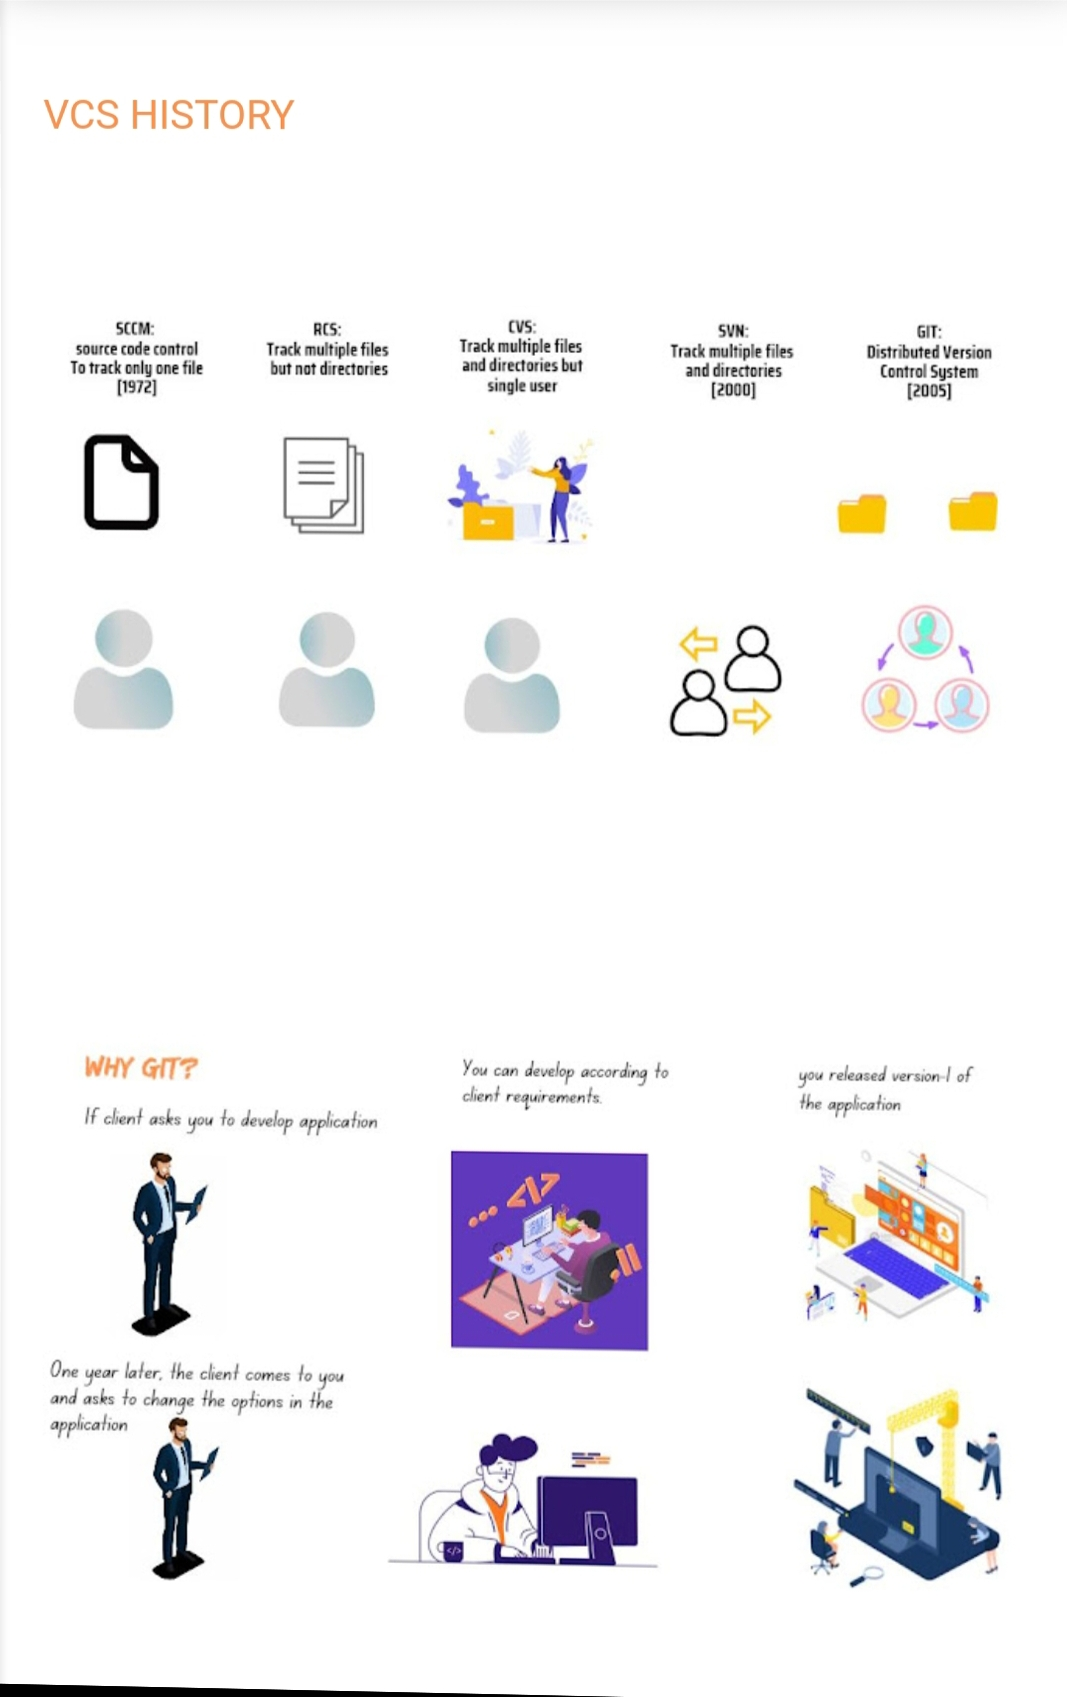 VCS HISTORY
SCCM:
source code control
To track only one file
[1972]
RCS:
Track multiple files
but not directories
CVS:
Track multiple files
and directories but
single user
SVN:
Track multiple files
and directories
[2000]
GIT:
Distributed Version
Control System
[2005]
WHY GIT?
If client asks you to develop application
You can develop according to
client requirements.
you released version-1 of
the application
</>
One year later, the client comes to you
and asks to change the options in the
application
</>